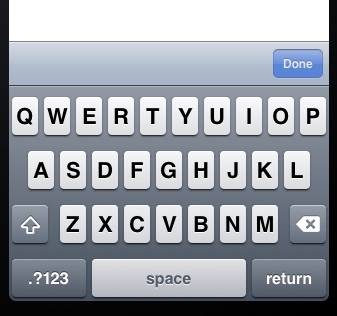 Done
Q W E R T Y U I O P
A S D F G H J K L
Z X C V B N M
.?123 space return